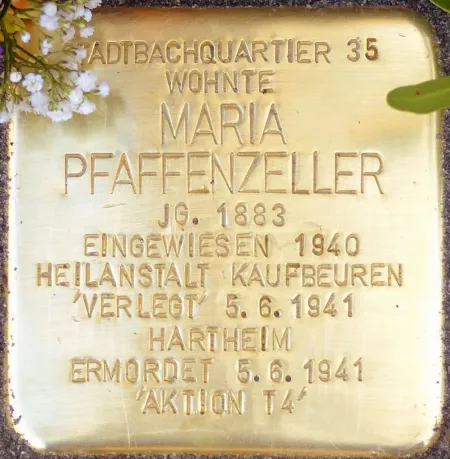 ADTBACHQUARTIER 35
WOHNTE
MARIA
PFAFFENZELLER
JG. 1883
EINGEWIESEN 1940
HEILANSTALT KAUFBEUREN
'VERLEGT' 5.6.1941
HARTHEIM
ERMORDET 5.6.1941
'AKTION T4'